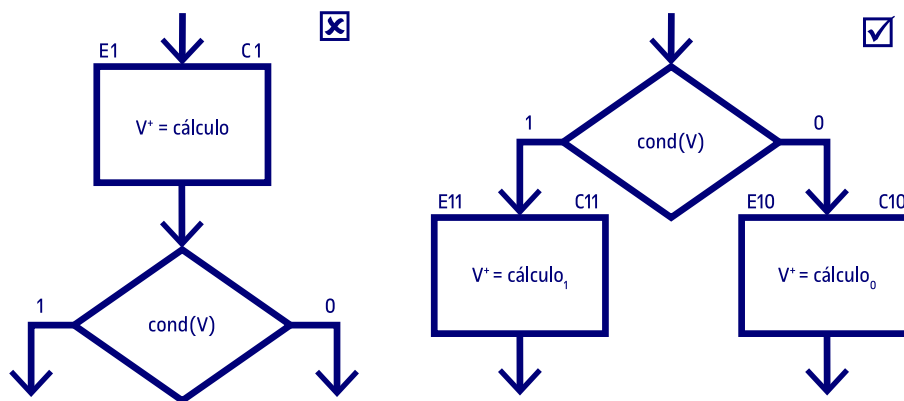 E1 C1
V⁺ = cálculo
cond(V)
1 0
cond(V)
1 0
E11 C11
V⁺ = cálculo₁
E10 C10
V⁺ = cálculo₀